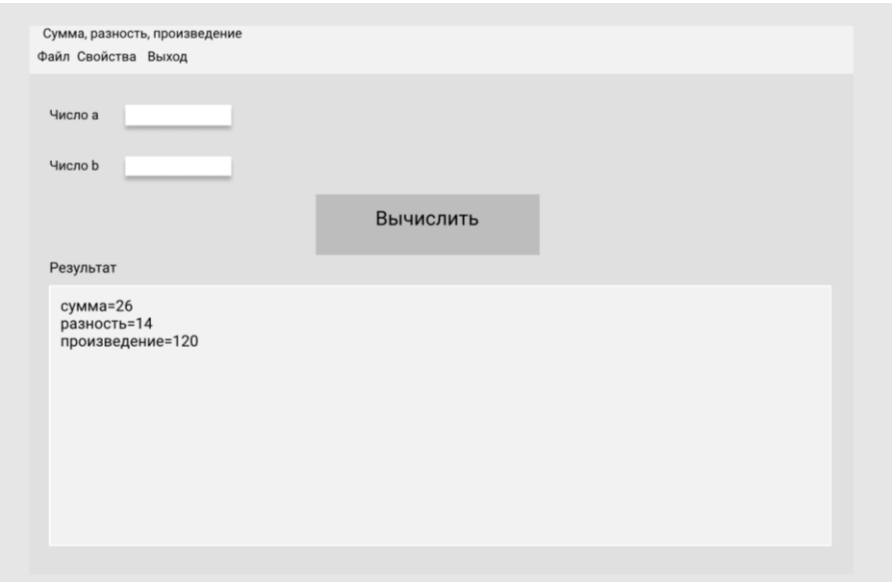 Сумма, разность, произведение
Файл Свойства Выход
Число a
Число b
Вычислить
Результат
сумма=26
разность=14
произведение=120